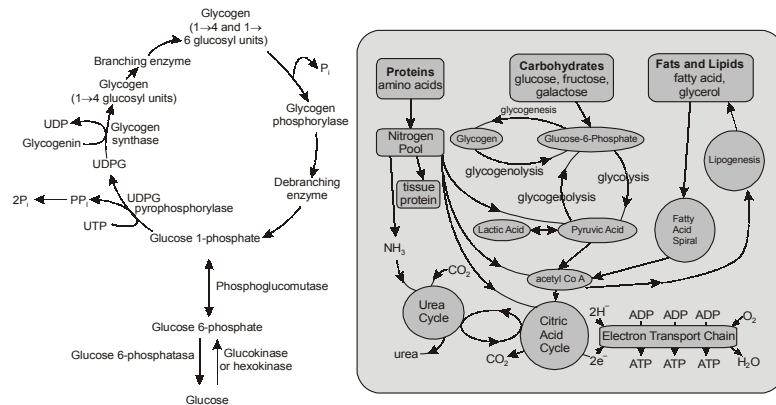 Glycogen
(1→4 and 1→
6 glucosyl units)
Branching enzyme
Pi
Glycogen
(1→4 glucosyl units)
Glycogen
phosphorylase
UDP
Glycogenin
Glycogen
synthase
UDPG
Debranching
enzyme
2Pi
PPi
UDPG
pyrophosphorylase
UTP
Glucose 1-phosphate
Phosphoglucomutase
Glucose 6-phosphate
Glucose 6-phosphatasa
Glucokinase
or hexokinase
Glucose
Proteins
amino acids
Carbohydrates
glucose, fructose,
galactose
Fats and Lipids
fatty acid,
glycerol
glycogenesis
Nitrogen
Pool
Glycogen
Glucose-6-Phosphate
Lipogenesis
glycogenolysis
glycolysis
tissue
protein
glycogenolysis
Lactic Acid
Pyruvic Acid
Fatty
Acid
Spiral
NH3
CO2
acetyl Co A
Urea
Cycle
Citric
Acid
Cycle
2H−
ADP ADP ADP
O2
Electron Transport Chain
urea
CO2
2e−
ATP ATP ATP
H2O